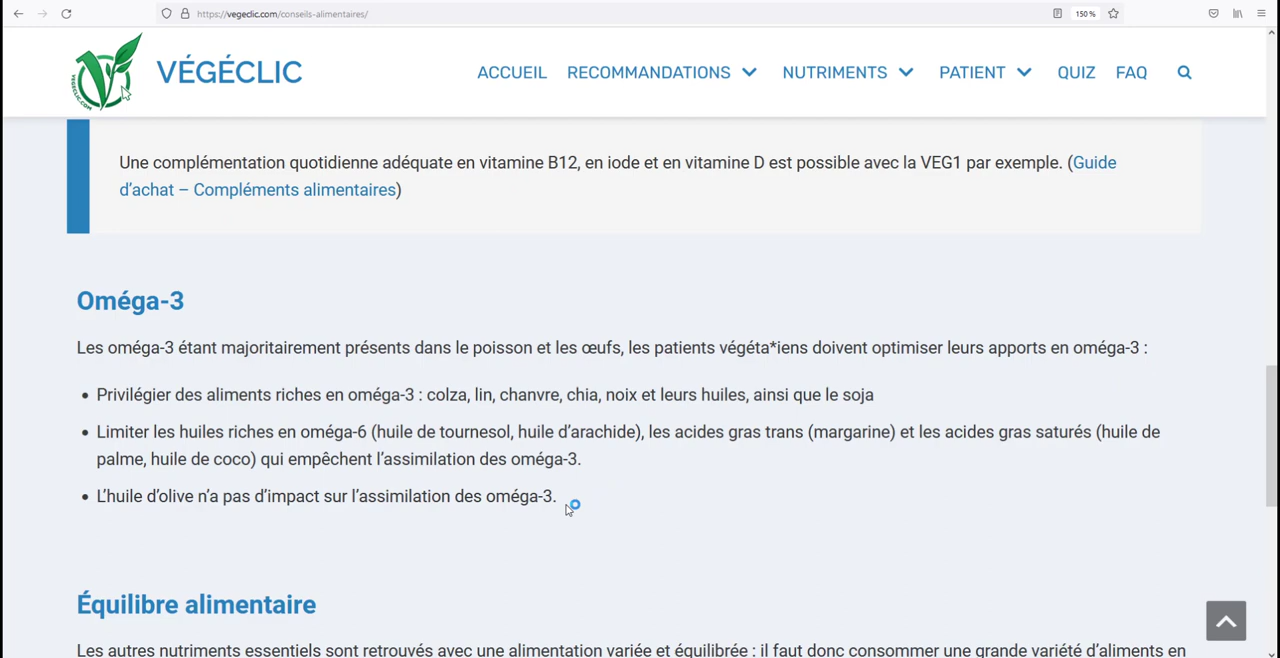 https://vegeclic.com/conseils-alimentaires/
150 %
VEGECLIC.COM
VÉGÉCLIC
ACCUEIL RECOMMANDATIONS NUTRIMENTS PATIENT QUIZ FAQ
Une complémentation quotidienne adéquate en vitamine B12, en iode et en vitamine D est possible avec la VEG1 par exemple. (Guide
d’achat – Compléments alimentaires)
Oméga-3
Les oméga-3 étant majoritairement présents dans le poisson et les œufs, les patients végéta*iens doivent optimiser leurs apports en oméga-3 :
• Privilégier des aliments riches en oméga-3 : colza, lin, chanvre, chia, noix et leurs huiles, ainsi que le soja
• Limiter les huiles riches en oméga-6 (huile de tournesol, huile d’arachide), les acides gras trans (margarine) et les acides gras saturés (huile de
palme, huile de coco) qui empêchent l’assimilation des oméga-3.
• L’huile d’olive n’a pas d’impact sur l’assimilation des oméga-3.
Équilibre alimentaire
Les autres nutriments essentiels sont retrouvés avec une alimentation variée et équilibrée : il faut donc consommer une grande variété d’aliments en